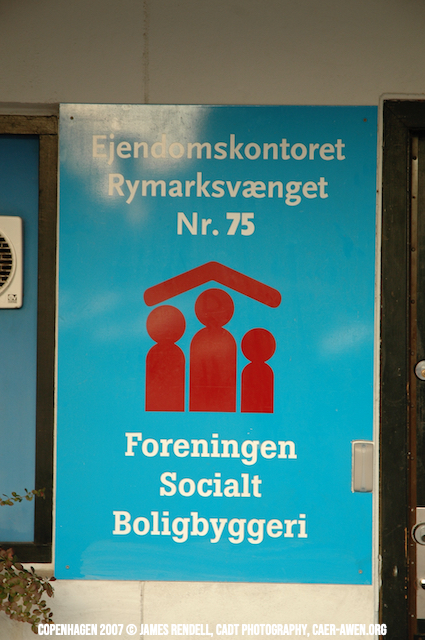 Ejendomskontoret
Rymarksvænget
Nr. 75
Foreningen
Socialt
Boligbyggeri
COPENHAGEN 2007 © JAMES RENDELL, CADT PHOTOGRAPHY, CAER-AWEN.ORG